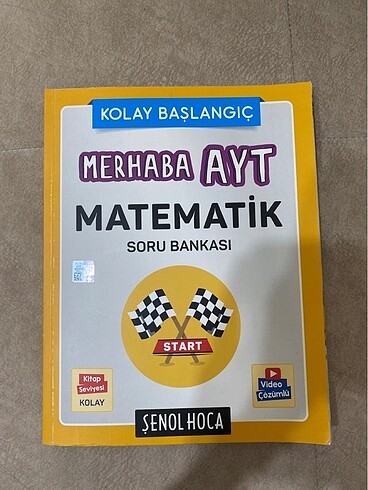 KOLAY BAŞLANGIÇ
MERHABA AYT
MATEMATİK
SORU BANKASI
START
Kitap
Seviyesi
KOLAY
Video
Çözümlü
ŞENOL HOCA